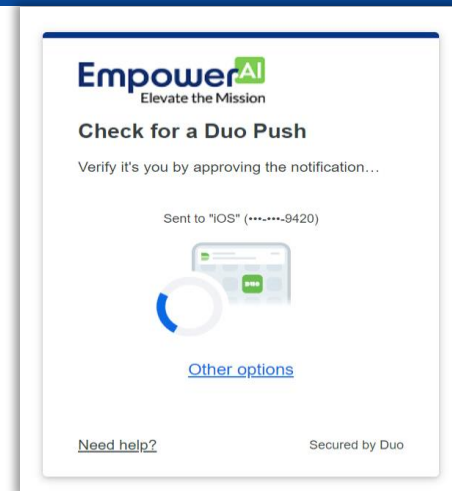 EmpowerAI
Elevate the Mission
Check for a Duo Push
Verify it's you by approving the notification...
Sent to "iOS" (•••-•••-9420)
Other options
Need help?
Secured by Duo